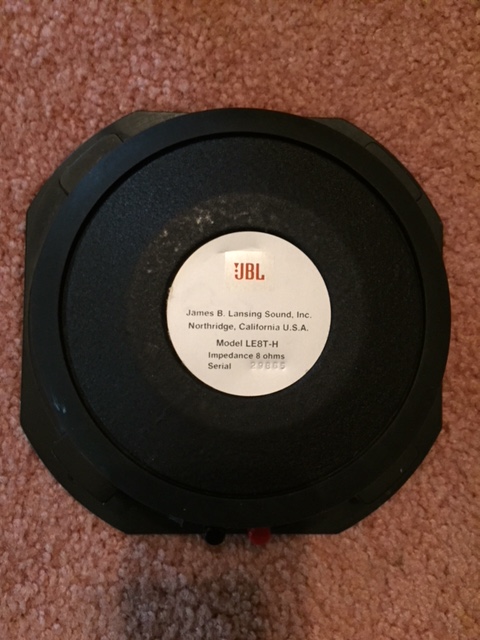 JBL
James B. Lansing Sound, Inc.
Northridge, California U.S.A.
Model LE8T-H
Impedance 8 ohms
Serial